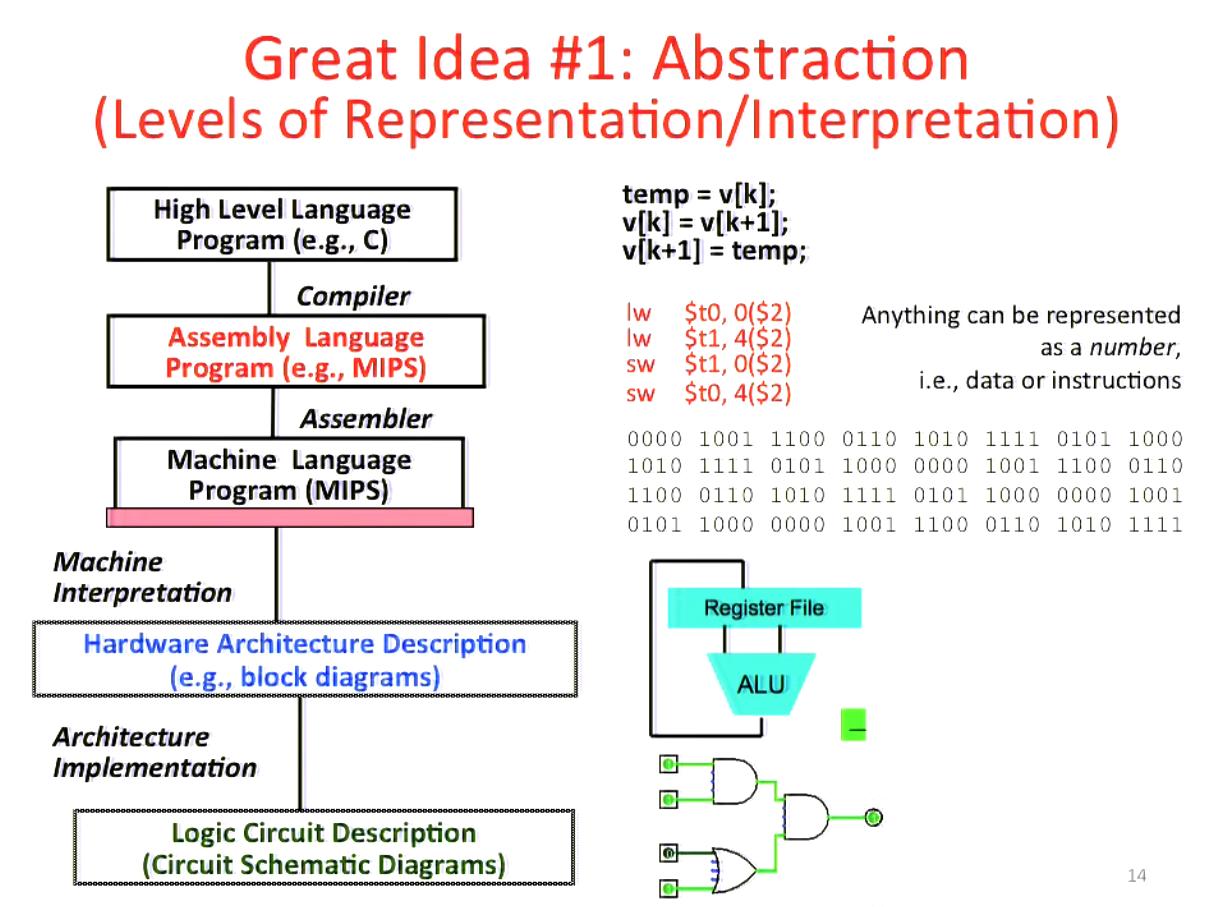 Great Idea #1: Abstraction
(Levels of Representation/Interpretation)
High Level Language
Program (e.g., C)
Compiler
Assembly Language
Program (e.g., MIPS)
Assembler
Machine Language
Program (MIPS)
Machine
Interpretation
Hardware Architecture Description
(e.g., block diagrams)
Architecture
Implementation
Logic Circuit Description
(Circuit Schematic Diagrams)
temp = v[k];
v[k] = v[k+1];
v[k+1] = temp;
lw $t0, 0($2)
lw $t1, 4($2)
sw $t1, 0($2)
sw $t0, 4($2)
Anything can be represented
as a number,
i.e., data or instructions
0000 1001 1100 0110 1010 1111 0101 1000
1010 1111 0101 1000 0000 1001 1100 0110
1100 0110 1010 1111 0101 1000 0000 1001
0101 1000 0000 1001 1100 0110 1010 1111
Register File
ALU
14